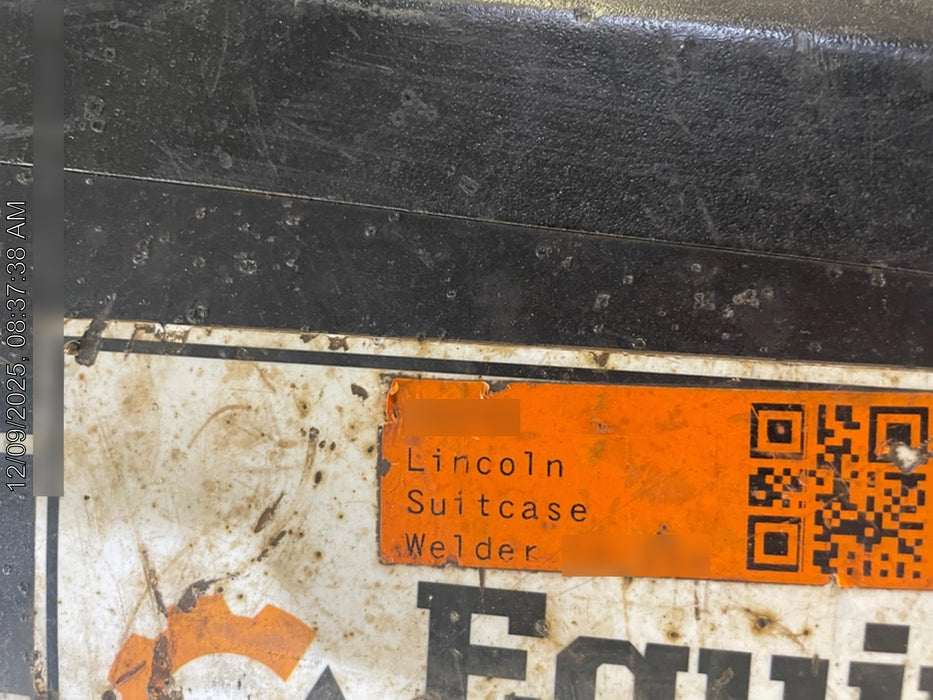 12/09/2025, 08:37:38 AM
Lincoln
Suitcase
Welder